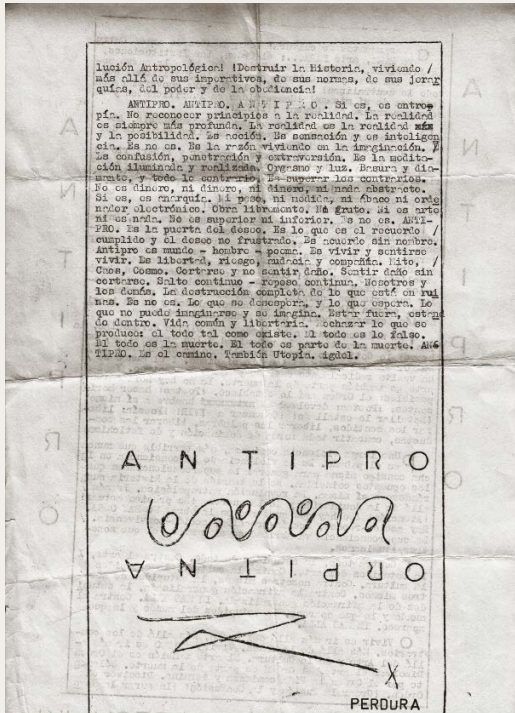 lución Antropológica! !Destruir la Historia, viviendo /
más allá de sus imperativos, de sus normas, de sus jerar
quías, del poder y de la obediencia!
ANTIPRO. ANTIPRO. A N T I P R O . Si es, es entro
pía. No reconocer principios a la realidad. La realidad
es siempre más profunda. La realidad es la realidad
y la posibilidad. Es acción. Es sensación y es inteligen
cia. Es no es. Es la razón viviendo en la imaginación.
Es confusión, penetración y extraversión. Es la medita-
ción iluminada y realizada. Orgasmo y luz. Basura y dia-
mante, y todo lo contrario. Es superar los contrarios.
No es dinero, ni dinero, ni dinero, ni nada abstracto.
Si es, es anarquía. Ni peso, ni medida, ni ábaco ni orde
nador electrónico. Obra libremente. No gruto. Ni es arte
ni es nada. No es superior ni inferior. Es no es. ANTI-
PRO. Es la puerta del deseo. Es lo que es el recuerdo /
cumplido y el deseo no frustrado. Es acuerdo sin nombre.
Antipro es mundo - hombre - poema. Es vivir y sentirse
vivir. Es libertad, riesgo, audacia y compañía. Mito, /
Caos, Cosmo. Cortarse y no sentir daño. Sentir daño sin
cortarse. Salto continuo - reposo continuo. Nosotros y
los demás. La destrucción completa de lo que está en rui
nas. Es no es. Lo que se desespera, y lo que espera. Lo
que no puede imaginarse y se imagina. Estar fuera, estan
do dentro. Vida común y libertaria. Rechazar lo que se
produce: el todo tal como existe. El todo es lo falso.
El todo es la muerte. El todo es parte de la muerte. AN
TIPRO. Es el camino. También Utopía.
A N T I P R O
ORPITNA
X
PERDURA